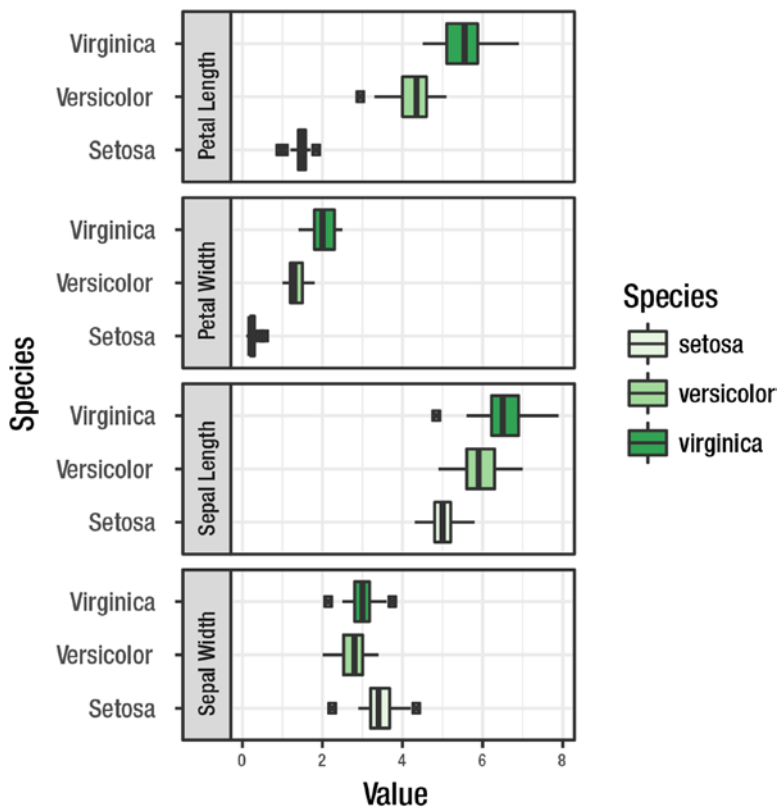 Species
Petal Length
Virginica
Versicolor
Setosa
Petal Width
Virginica
Versicolor
Setosa
Sepal Length
Virginica
Versicolor
Setosa
Sepal Width
Virginica
Versicolor
Setosa
0 2 4 6 8
Value
Species
setosa
versicolor
virginica